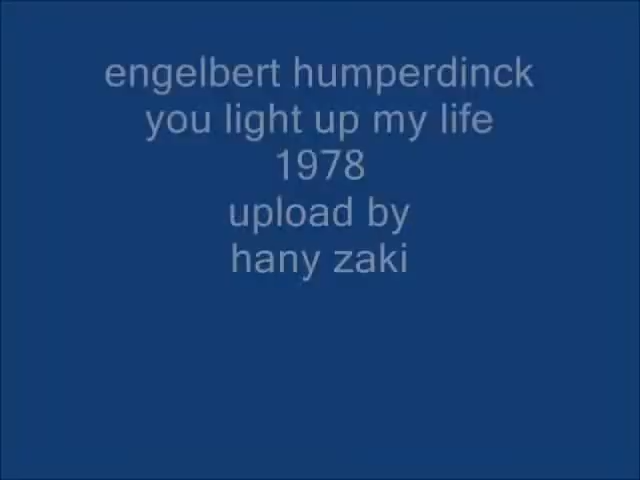 engelbert humperdinck
you light up my life
1978
upload by
hany zaki